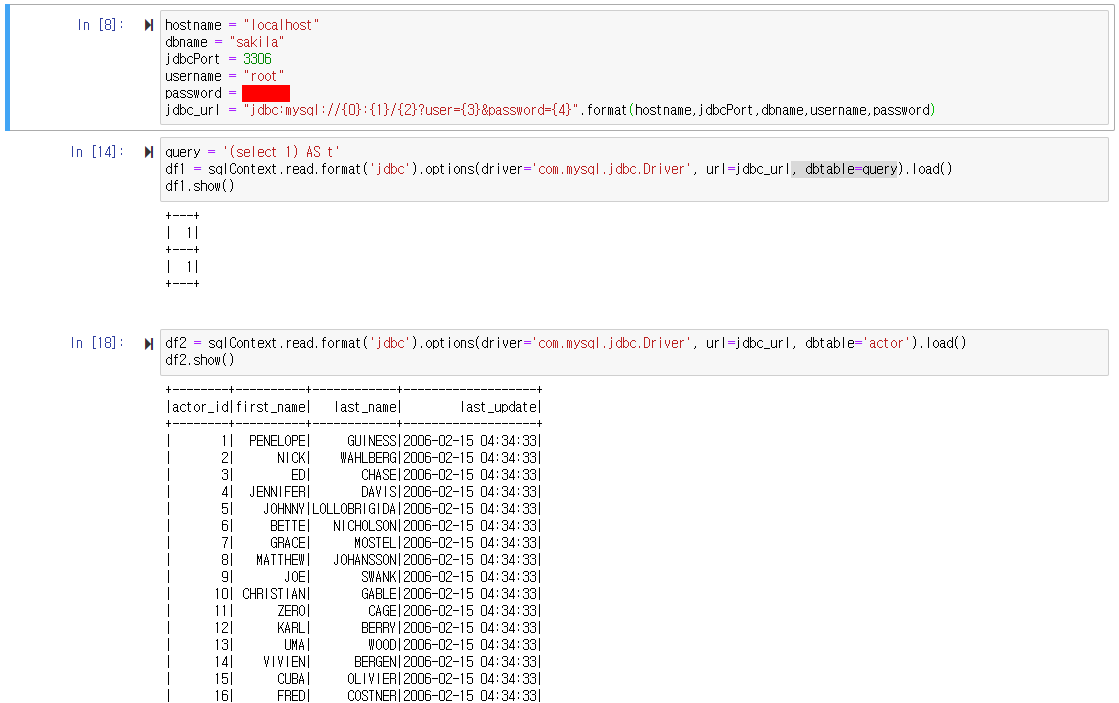 In [8]:
hostname = "localhost"
dbname = "sakila"
jdbcPort = 3306
username = "root"
password =
jdbc_url = "jdbc:mysql://{0}:{1}/{2}?user={3}&password={4}".format(hostname,jdbcPort,dbname,username,password)
In [14]:
query = '(select 1) AS t'
df1 = sqlContext.read.format('jdbc').options(driver='com.mysql.jdbc.Driver', url=jdbc_url, dbtable=query).load()
df1.show()
+---+
|  1|
+---+
|  1|
+---+
In [18]:
df2 = sqlContext.read.format('jdbc').options(driver='com.mysql.jdbc.Driver', url=jdbc_url, dbtable='actor').load()
df2.show()
+--------+----------+------------+-------------------+
|actor_id|first_name|   last_name|        last_update|
+--------+----------+------------+-------------------+
|       1|  PENELOPE|     GUINESS|2006-02-15 04:34:33|
|       2|      NICK|    WAHLBERG|2006-02-15 04:34:33|
|       3|        ED|       CHASE|2006-02-15 04:34:33|
|       4|  JENNIFER|       DAVIS|2006-02-15 04:34:33|
|       5|    JOHNNY|LOLLOBRIGIDA|2006-02-15 04:34:33|
|       6|     BETTE|   NICHOLSON|2006-02-15 04:34:33|
|       7|     GRACE|      MOSTEL|2006-02-15 04:34:33|
|       8|   MATTHEW|   JOHANSSON|2006-02-15 04:34:33|
|       9|       JOE|       SWANK|2006-02-15 04:34:33|
|      10| CHRISTIAN|       GABLE|2006-02-15 04:34:33|
|      11|      ZERO|        CAGE|2006-02-15 04:34:33|
|      12|      KARL|       BERRY|2006-02-15 04:34:33|
|      13|       UMA|        WOOD|2006-02-15 04:34:33|
|      14|    VIVIEN|      BERGEN|2006-02-15 04:34:33|
|      15|      CUBA|     OLIVIER|2006-02-15 04:34:33|
|      16|      FRED|     COSTNER|2006-02-15 04:34:33|